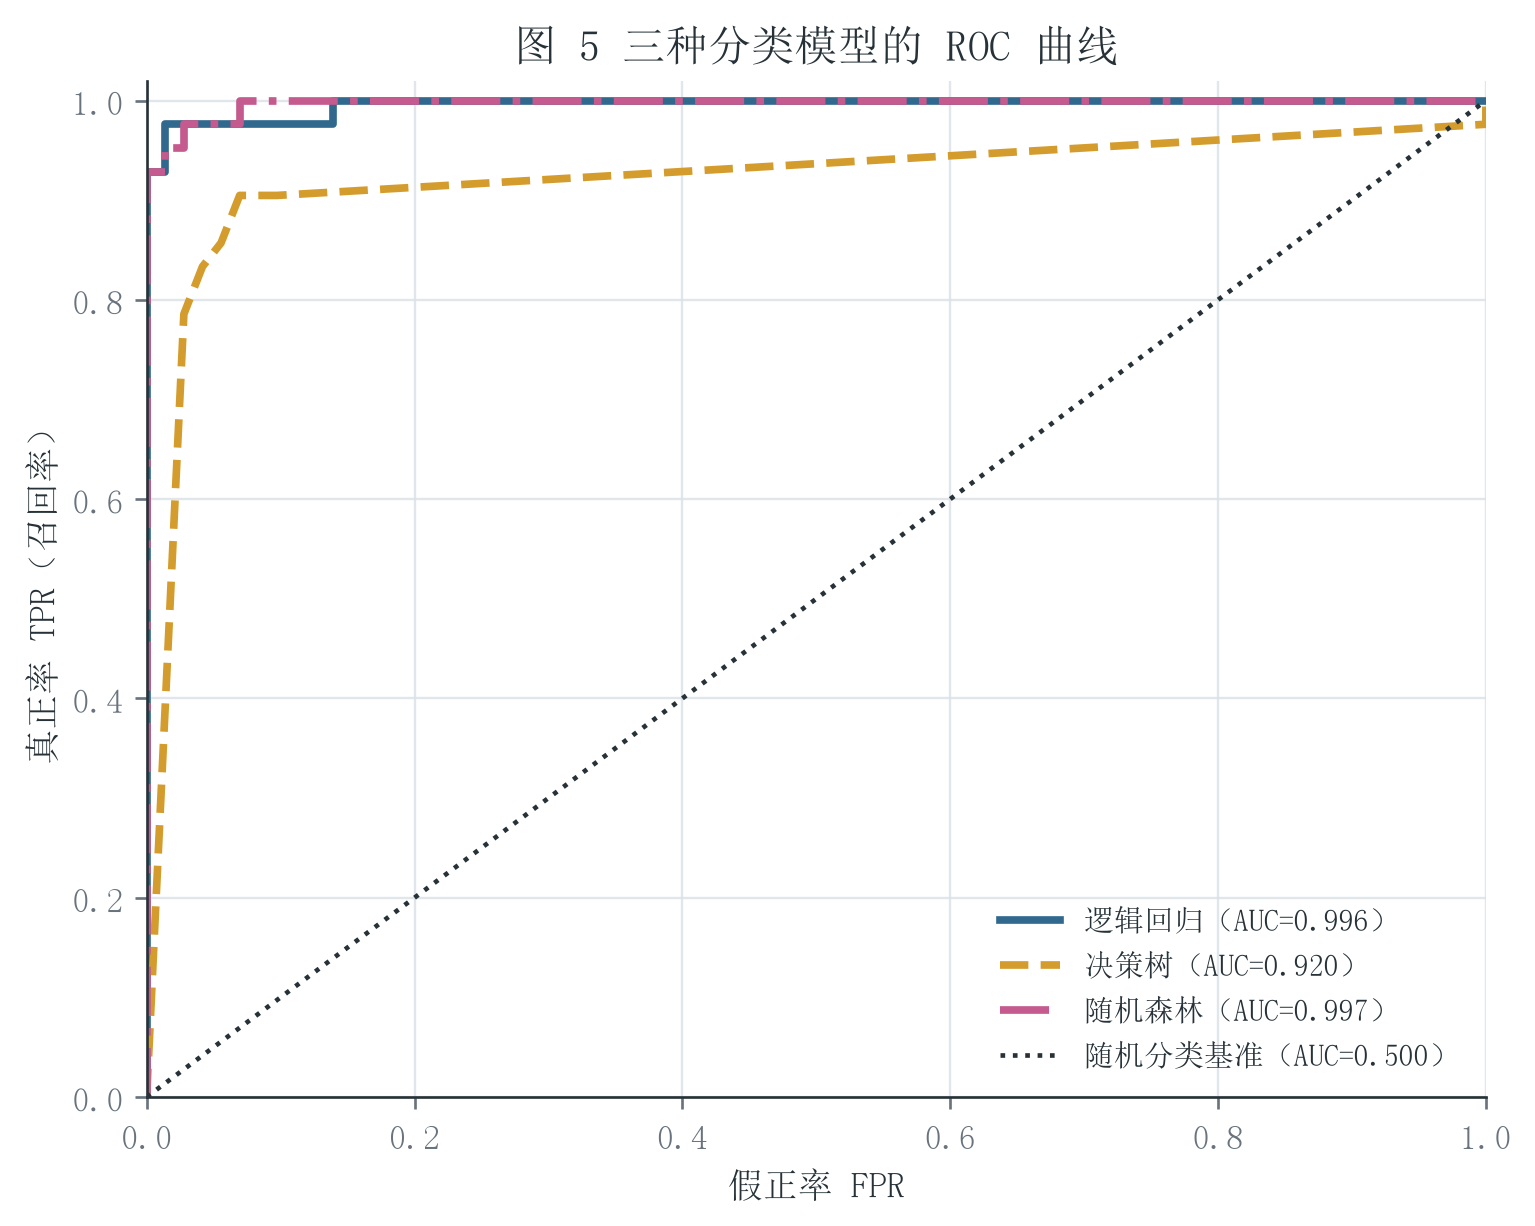 图 5 三种分类模型的 ROC 曲线
真正率 TPR（召回率）
1.0
0.8
0.6
0.4
0.2
0.0
0.0 0.2 0.4 0.6 0.8 1.0
假正率 FPR
逻辑回归（AUC=0.996）
决策树（AUC=0.920）
随机森林（AUC=0.997）
随机分类基准（AUC=0.500）